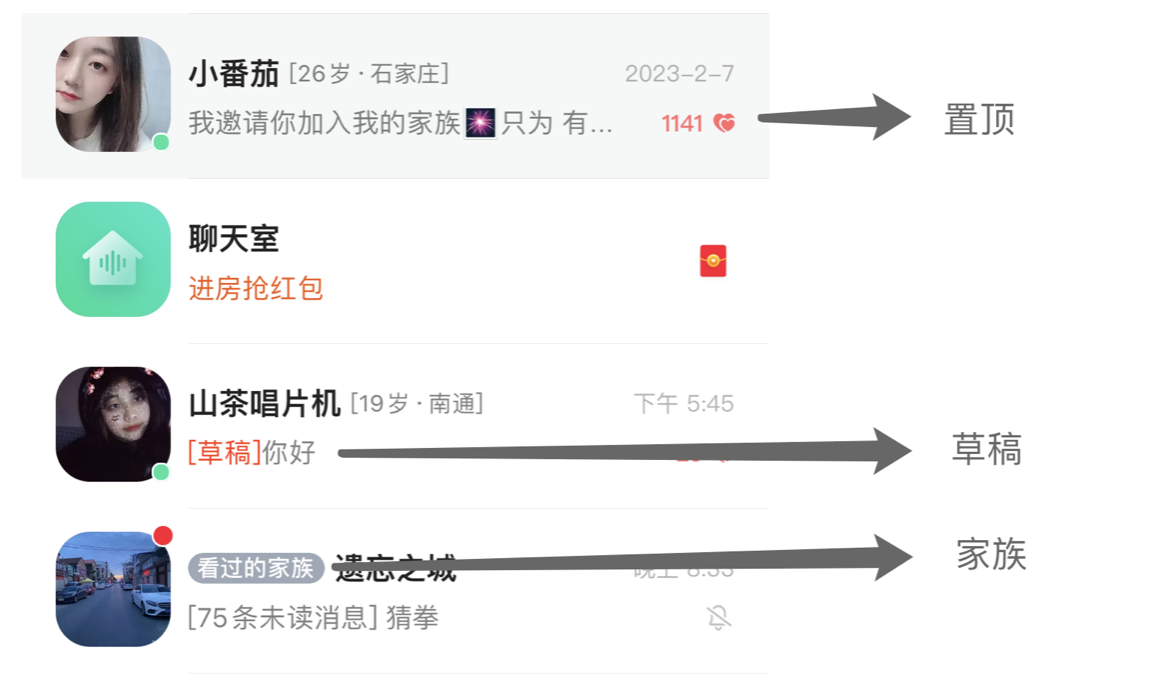 小番茄 [26岁·石家庄] 2023-2-7
我邀请你加入我的家族 只为 有... 1141
置顶
聊天室
进房抢红包
山茶唱片机 [19岁·南通] 下午 5:45
[草稿]你好
草稿
看过的家族 遗忘之城
家族
[75条未读消息] 猜拳